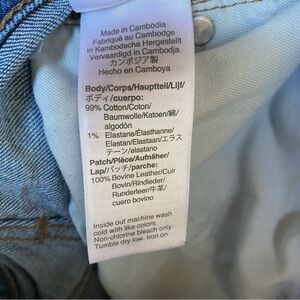 Made in Cambodia
Fabriqué au Cambodge
in Kambodscha Hergestellt
Vervaardigd in Cambodja
カンボジア製
Hecho en Camboya
Body/Corps/Hauptteil/Lijf/
ボディ/cuerpo:
99% Cotton/Coton/
Baumwolle/Katoen/綿/
algodón
1% Elastane/Élasthanne/
Elastan/Elastaan/エラス
テーン/elastano
Patch/Pièce/Aufnäher/
Lap/パッチ/parche:
100% Bovine Leather/Cuir
Bovin/Rindleder/
Runderleer/牛革/
cuero bovino
Inside out machine wash
cold with like colors.
Non-chlorine bleach only.
Tumble dry low. Iron on